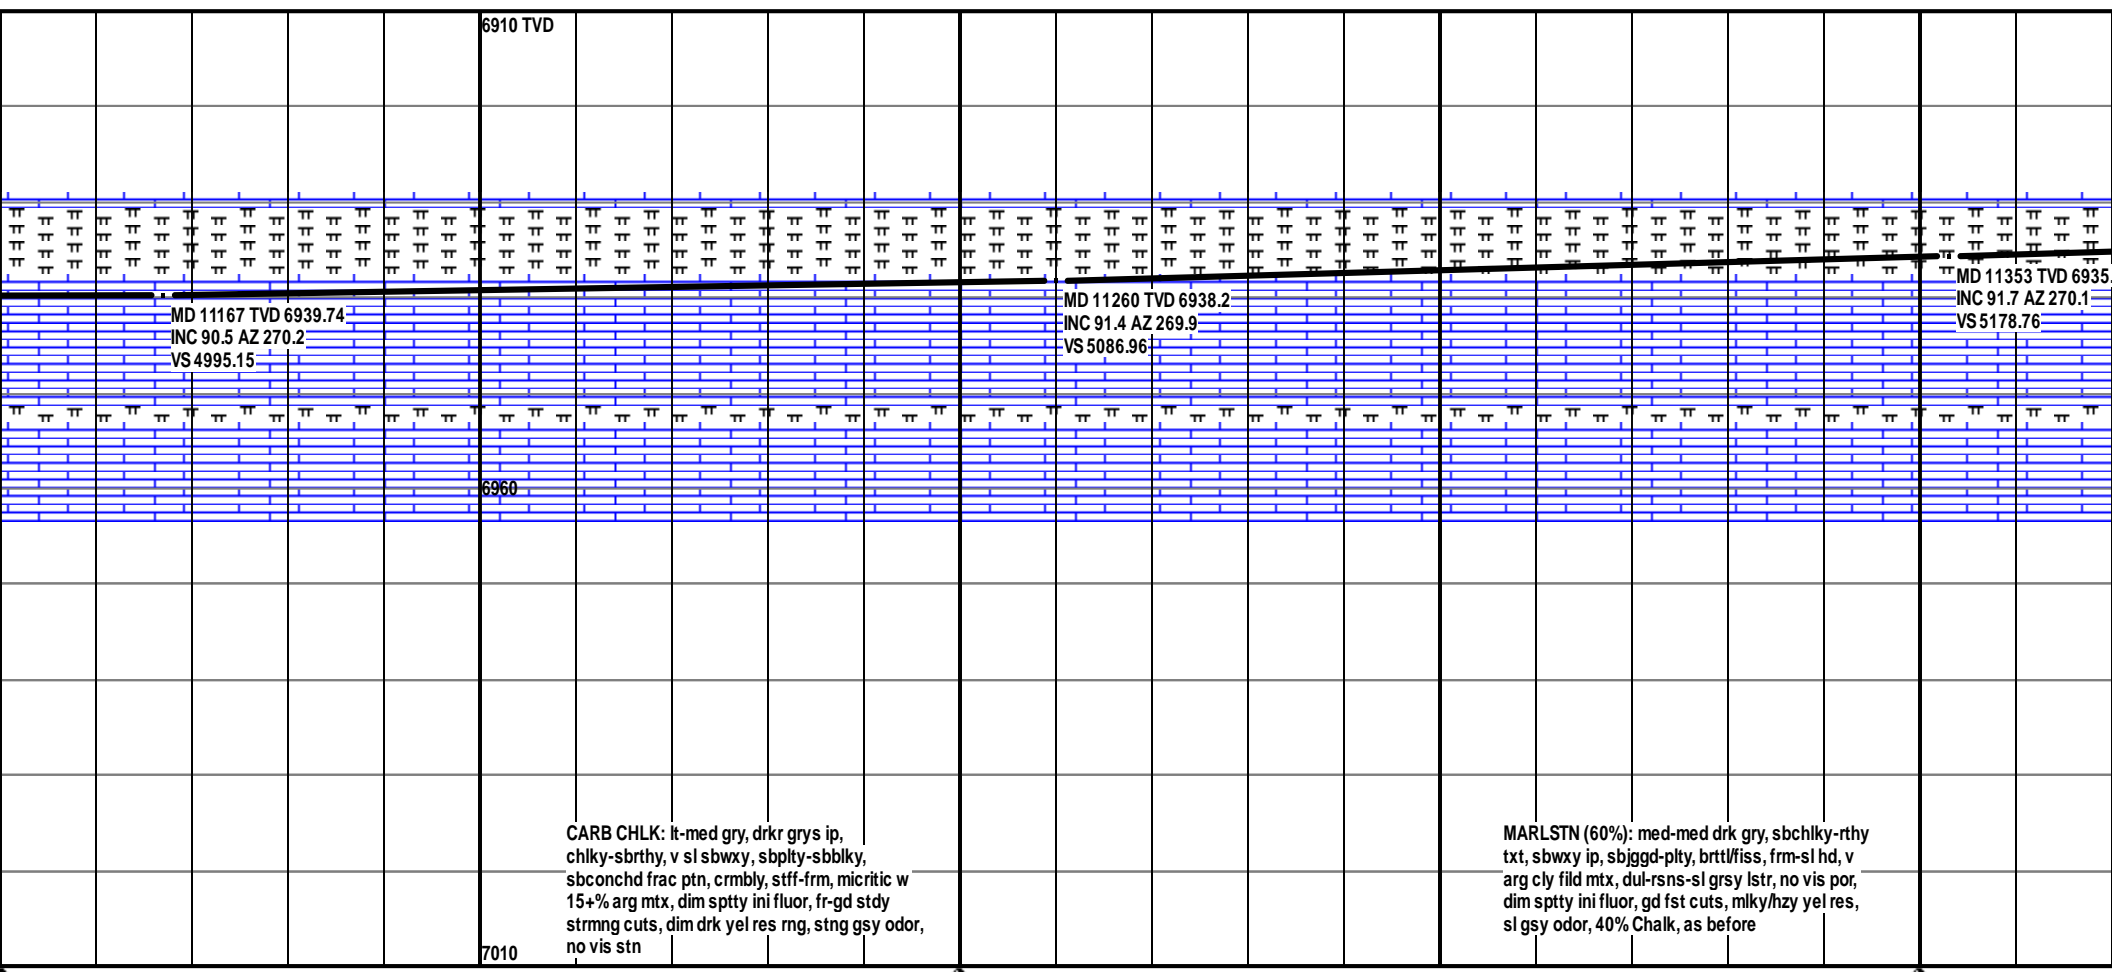 6910 TVD
MD 11167 TVD 6939.74
INC 90.5 AZ 270.2
VS 4995.15
MD 11260 TVD 6938.2
INC 91.4 AZ 269.9
VS 5086.96
MD 11353 TVD 6935.
INC 91.7 AZ 270.1
VS 5178.76
6960
CARB CHLK: lt-med gry, drkr grys ip,
chlky-sbrthy, v sl sbwxy, sbplty-sbblky,
sbconchd frac ptn, crmbly, stff-frm, micritic w
15+% arg mtx, dim sptty ini fluor, fr-gd stdy
strmng cuts, dim drk yel res rng, stng gsy odor,
no vis stn
MARLSTN (60%): med-med drk gry, sbchlky-rthy
txt, sbwxy ip, sbjggd-plty, brttl/fiss, frm-sl hd, v
arg cly fild mtx, dul-rsns-sl grsy lstr, no vis por,
dim sptty ini fluor, gd fst cuts, mlky/hzy yel res,
sl gsy odor, 40% Chalk, as before
7010